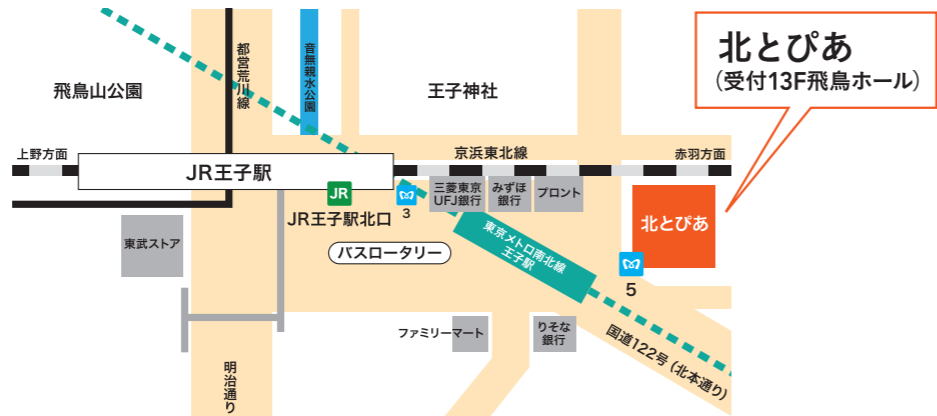 北とぴあ
(受付13F飛鳥ホール)
飛鳥山公園
都営荒川線
音無親水公園
王子神社
上野方面
JR王子駅
京浜東北線
赤羽方面
JR
3
三菱東京
UFJ銀行
みずほ
銀行
プロント
北とぴあ
JR王子駅北口
東武ストア
バスロータリー
東京メトロ南北線
王子駅
5
ファミリーマート
りそな
銀行
国道122号 (北本通り)
明治通り